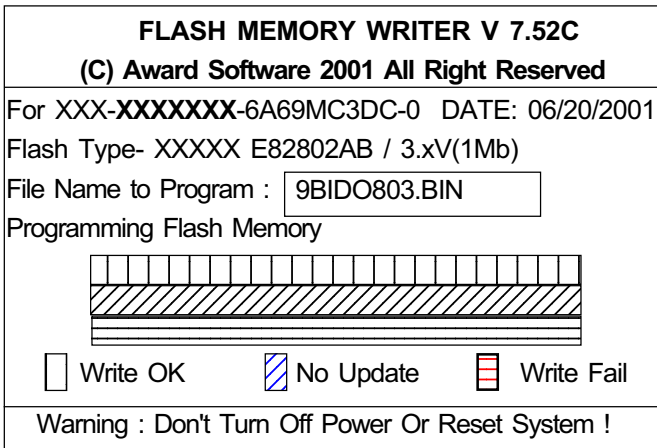 FLASH MEMORY WRITER V 7.52C
(C) Award Software 2001 All Right Reserved
For XXX-XXXXXXX-6A69MC3DC-0 DATE: 06/20/2001
Flash Type- XXXXX E82802AB / 3.xV(1Mb)
File Name to Program : 9BIDO803.BIN
Programming Flash Memory
Write OK No Update Write Fail
Warning : Don't Turn Off Power Or Reset System !